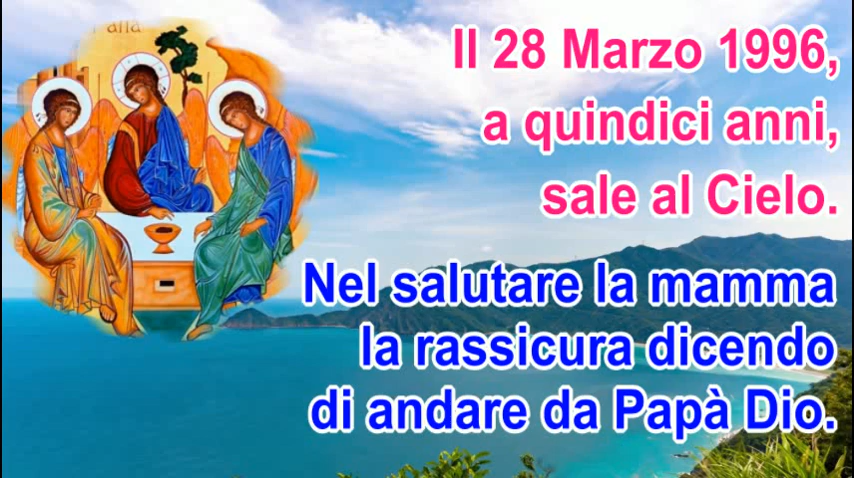 alla
Il 28 Marzo 1996,
a quindici anni,
sale al Cielo.
Nel salutare la mamma
la rassicura dicendo
di andare da Papà Dio.